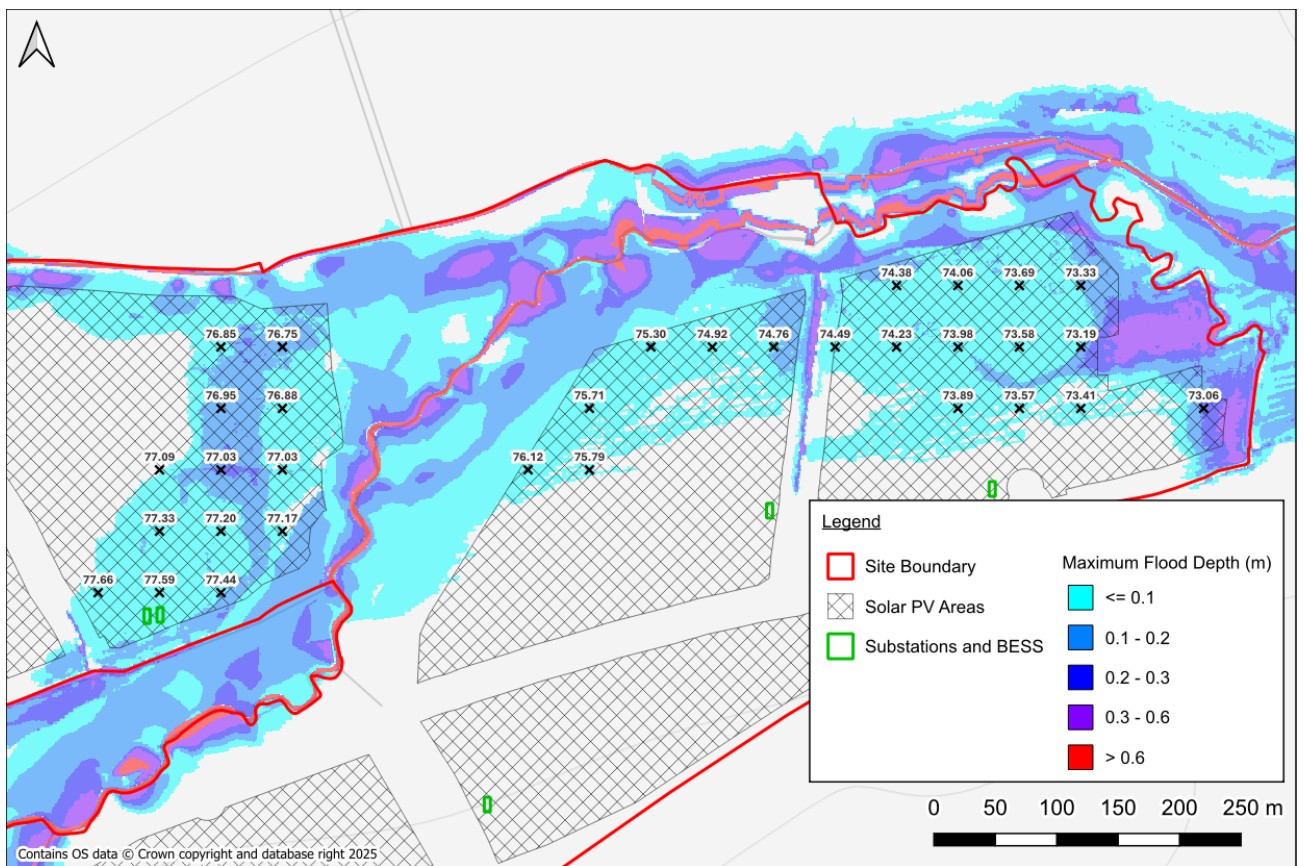 74.38 74.06 73.69 73.33
76.85 76.75 75.30 74.92 74.76 74.49 74.23 73.98 73.58 73.19
76.95 76.88 75.71 73.89 73.57 73.41 73.06
77.09 77.03 77.03 76.12 75.79
77.33 77.20 77.17
77.66 77.59 77.44
Legend
Site Boundary
Solar PV Areas
Substations and BESS
Maximum Flood Depth (m)
<= 0.1
0.1 - 0.2
0.2 - 0.3
0.3 - 0.6
> 0.6
0 50 100 150 200 250 m
Contains OS data © Crown copyright and database right 2025